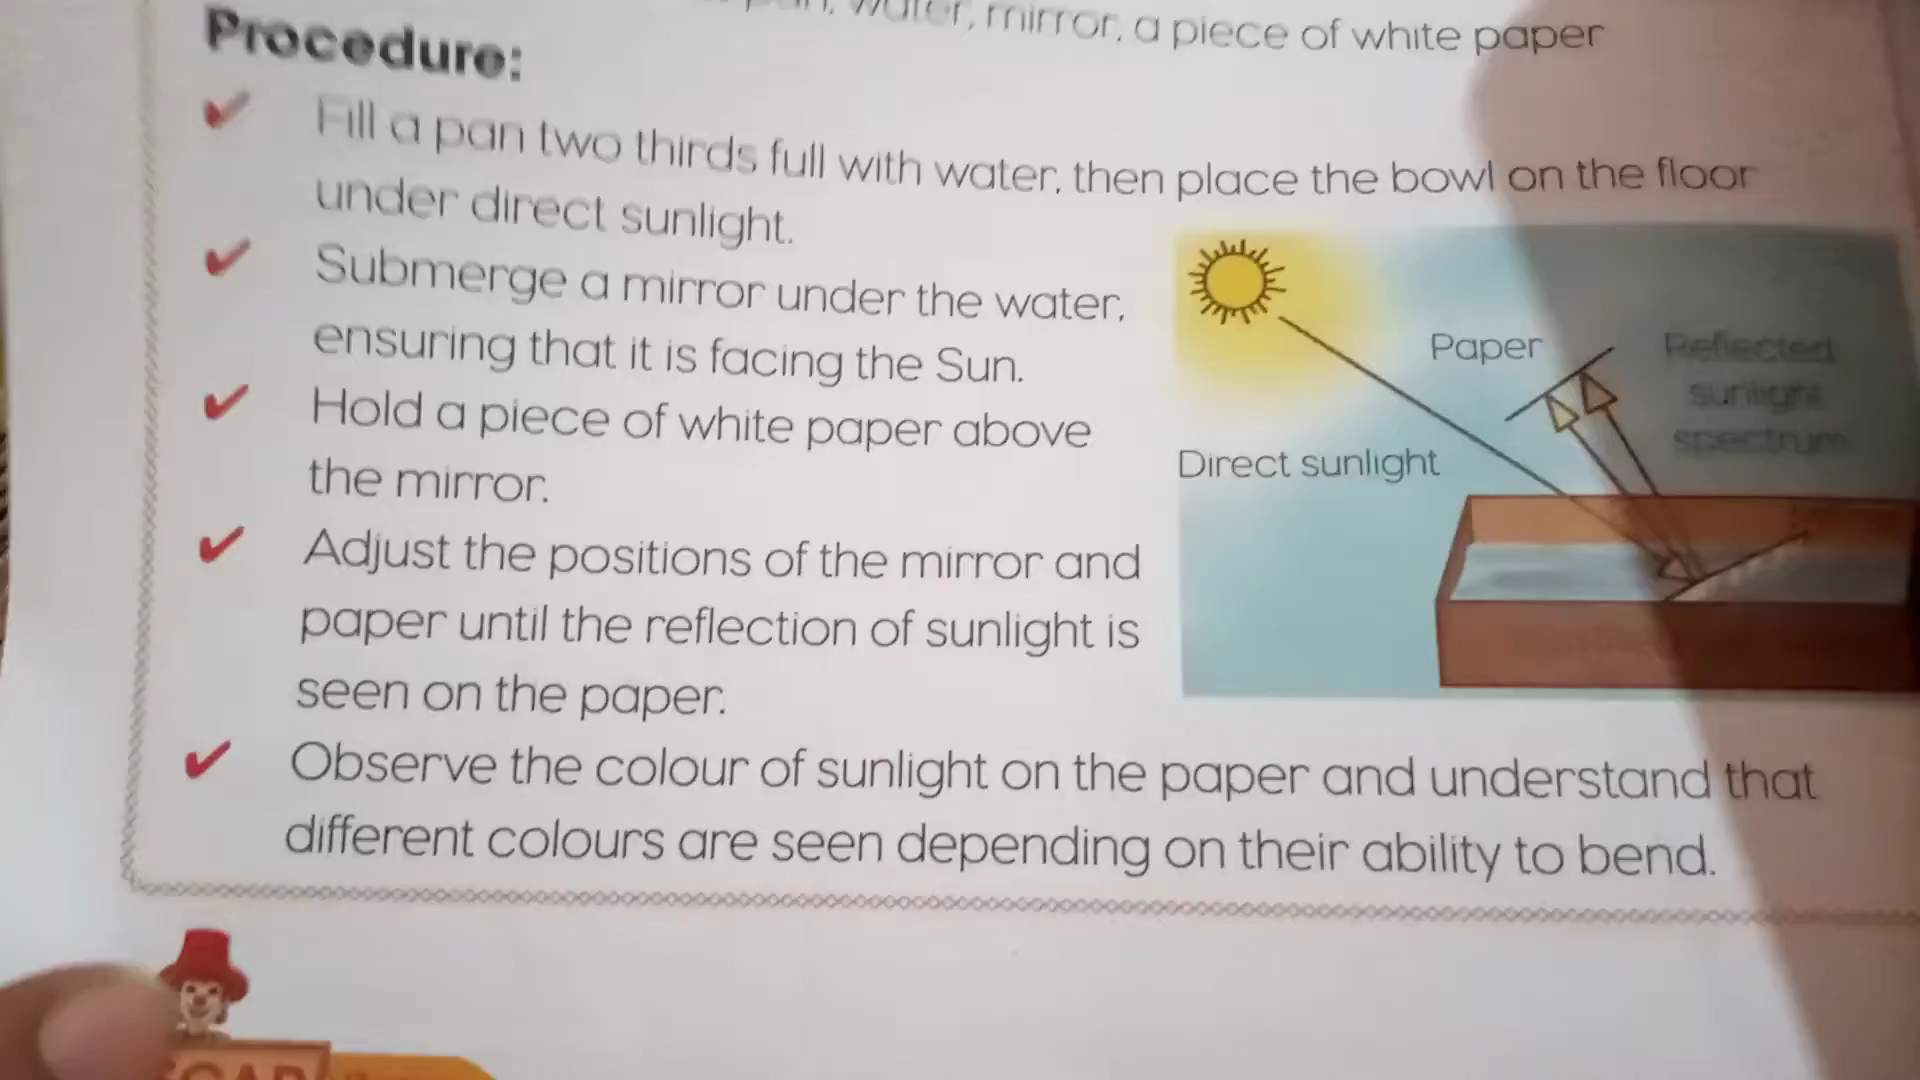 water, mirror, a piece of white paper
Procedure:
Fill a pan two thirds full with water, then place the bowl on the floor
under direct sunlight.
Submerge a mirror under the water,
ensuring that it is facing the Sun.
Hold a piece of white paper above
the mirror.
Adjust the positions of the mirror and
paper until the reflection of sunlight is
seen on the paper.
Paper
Reflected
sunlight
spectrum
Direct sunlight
Observe the colour of sunlight on the paper and understand that
different colours are seen depending on their ability to bend.